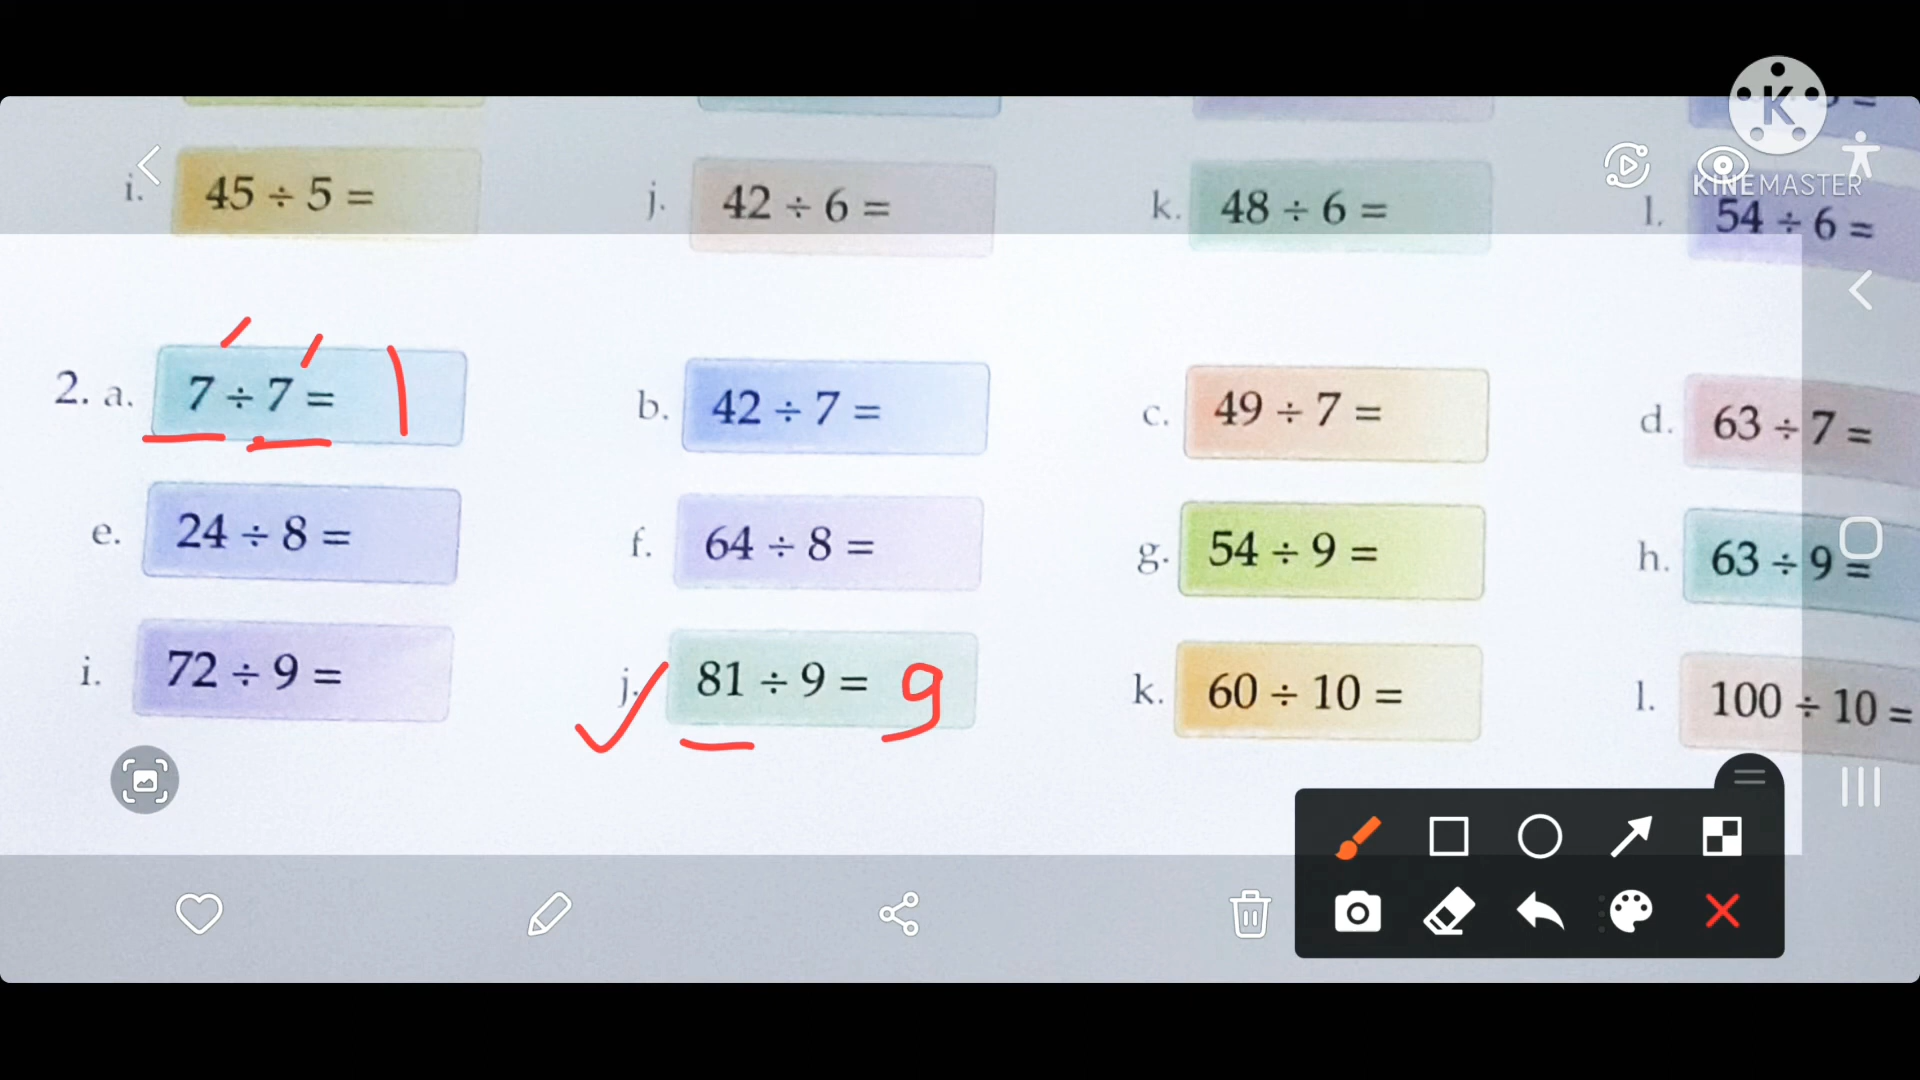 KINEMASTER
i. 45 ÷ 5 = j. 42 ÷ 6 = k. 48 ÷ 6 = l. 54 ÷ 6 =
2. a. 7 ÷ 7 = 1 b. 42 ÷ 7 = c. 49 ÷ 7 = d. 63 ÷ 7 =
e. 24 ÷ 8 = f. 64 ÷ 8 = g. 54 ÷ 9 = h. 63 ÷ 9 =
i. 72 ÷ 9 = j. 81 ÷ 9 = 9 k. 60 ÷ 10 = l. 100 ÷ 10 =